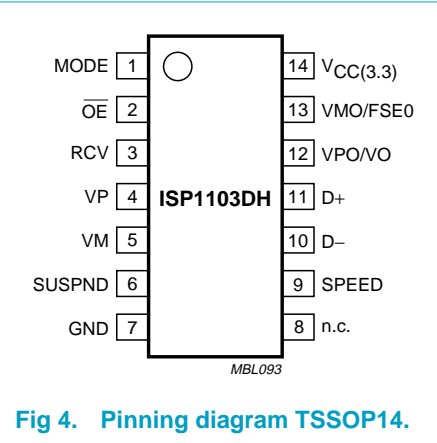 MODE 1 14 VCC(3.3)
OE 2 13 VMO/FSE0
RCV 3 12 VPO/VO
VP 4 ISP1103DH 11 D+
VM 5 10 D−
SUSPND 6 9 SPEED
GND 7 8 n.c.
MBL093
Fig 4. Pinning diagram TSSOP14.